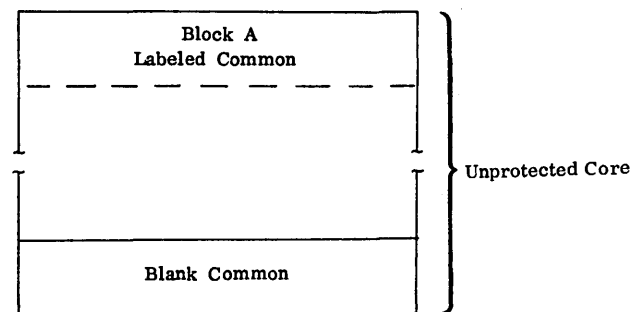 Block A
Labeled Common
Unprotected Core
Blank Common